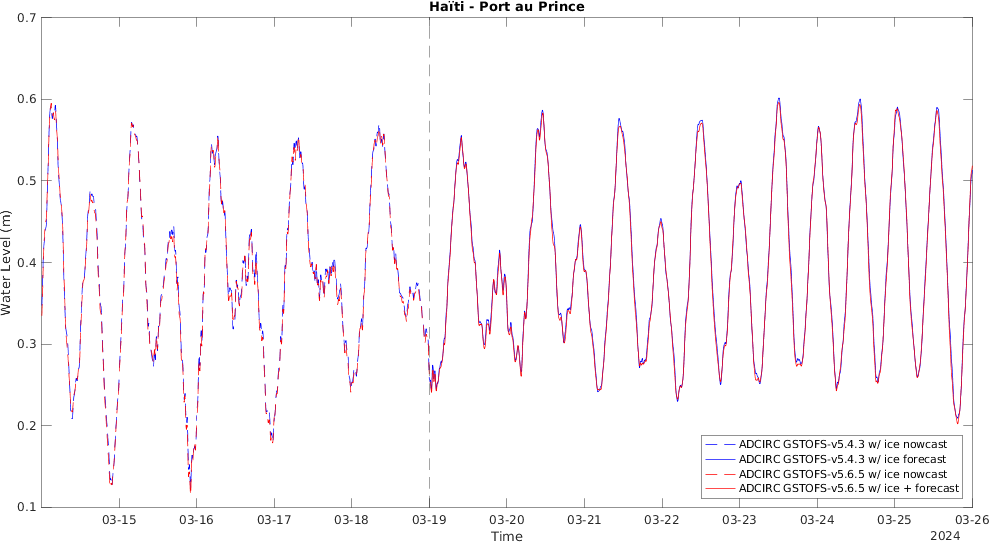 Haïti - Port au Prince
0.7
0.6
0.5
0.4
0.3
0.2
0.1
Water Level (m)
ADCIRC GSTOFS-v5.4.3 w/ ice nowcast
ADCIRC GSTOFS-v5.4.3 w/ ice forecast
ADCIRC GSTOFS-v5.6.5 w/ ice nowcast
ADCIRC GSTOFS-v5.6.5 w/ ice + forecast
03-15 03-16 03-17 03-18 03-19 03-20 03-21 03-22 03-23 03-24 03-25 03-26
Time
2024